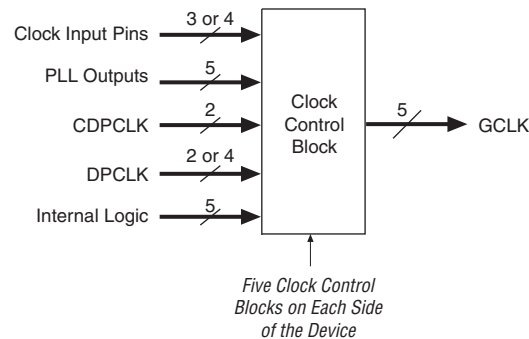 3 or 4
Clock Input Pins
5
PLL Outputs
2
CDPCLK
2 or 4
DPCLK
5
Internal Logic
Clock
Control
Block
5
GCLK
Five Clock Control
Blocks on Each Side
of the Device